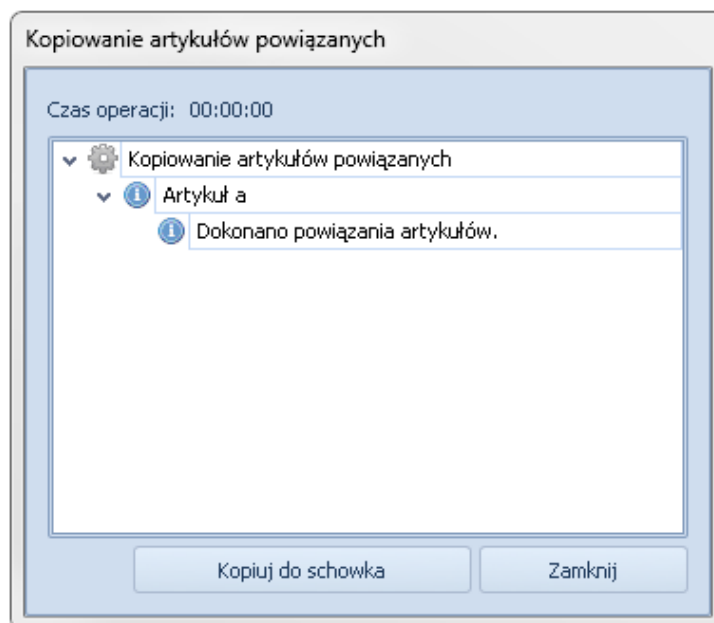 Kopiowanie artykułów powiązanych
Czas operacji: 00:00:00
Kopiowanie artykułów powiązanych
Artykuł a
Dokonano powiązania artykułów.
Kopiuj do schowka
Zamknij